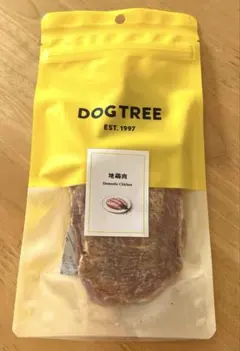 DOGTREE
EST. 1997
地鶏肉
Domestic Chicken